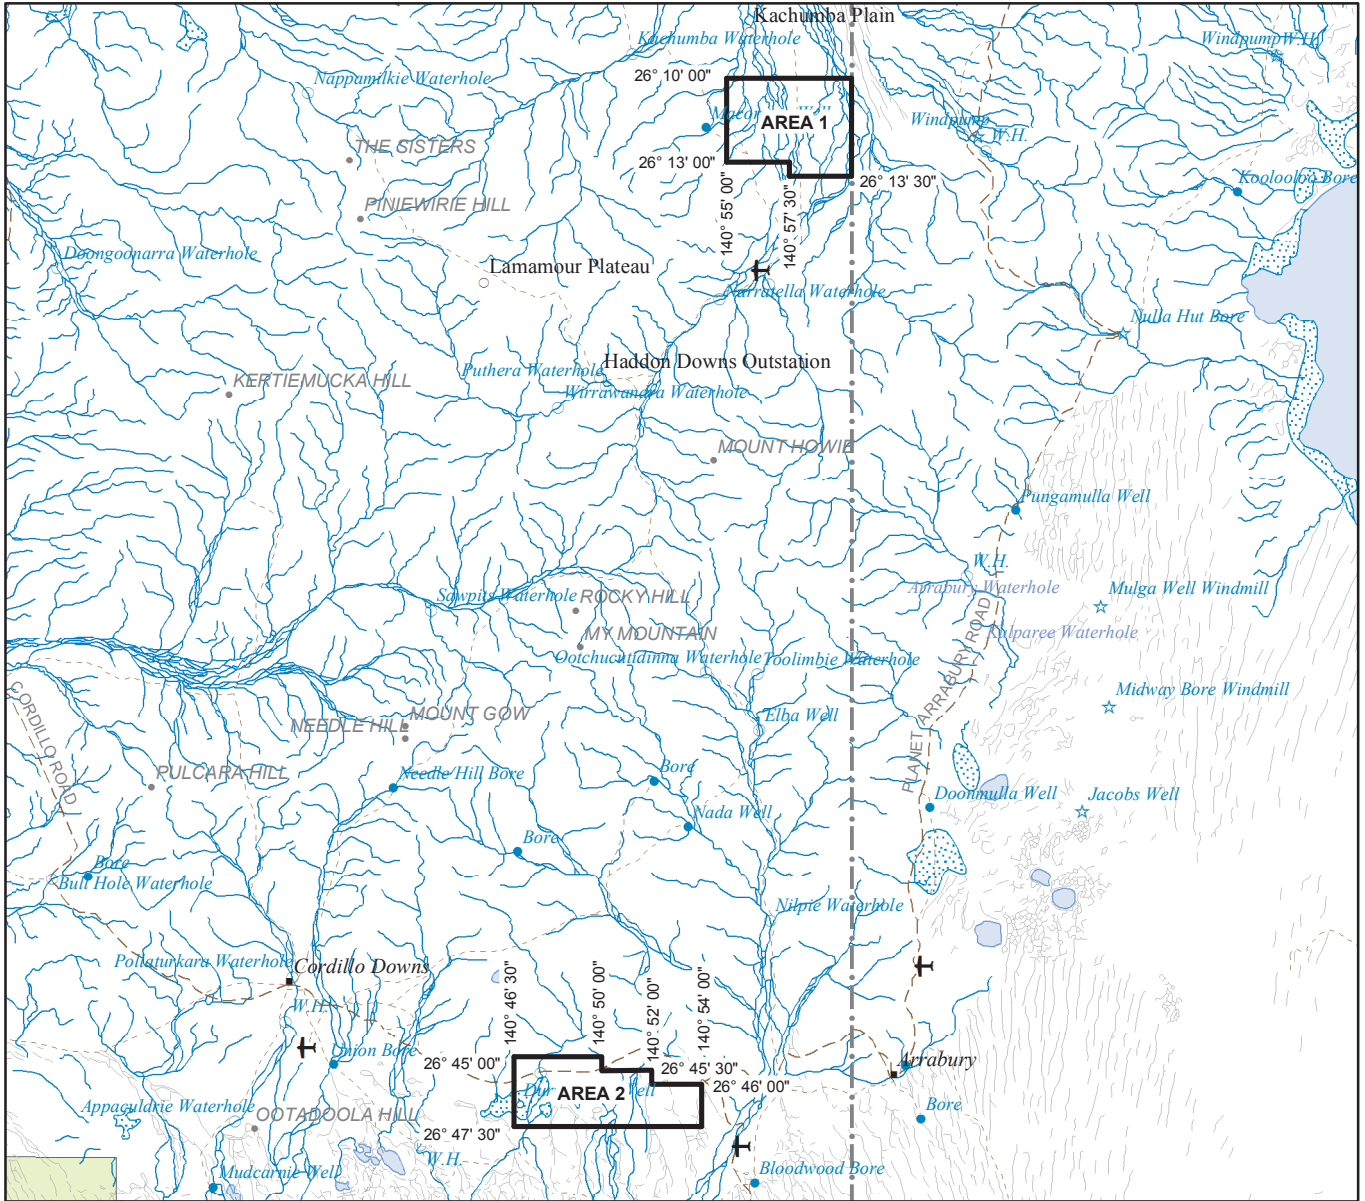 Kachumba Plain
Kachumba Waterhole
WindpumpW.H.
26° 10' 00"
Nappamilkie Waterhole
AREA 1
Windpump
W.H.
THE SISTERS
26° 13' 00"
26° 13' 30"
Koolooloo Bore
PINIEWIRIE HILL
140° 55' 00"
140° 57' 30"
Doongoonarra Waterhole
Lamamour Plateau
Narratella Waterhole
Nulla Hut Bore
Haddon Downs Outstation
Puthera Waterhole
KERTIEMUCKA HILL
Wirrawandra Waterhole
MOUNT HOWIE
Pungamulla Well
W.H.
Arrabury Waterhole
Mulga Well Windmill
Sawpits Waterhole
ROCKY HILL
MY MOUNTAIN
Kulparee Waterhole
Ootchucutidinna Waterhole
Toolimbie Waterhole
CORDILLO ROAD
PLANET ARRABURY ROAD
Midway Bore Windmill
MOUNT GOW
NEEDLE HILL
Elba Well
PULCARA HILL
Needle Hill Bore
Bore
Doonmulla Well
Jacobs Well
Nada Well
Bore
Bore
Bull Hole Waterhole
Nilpie Waterhole
Pollaturkara Waterhole
Cordillo Downs
W.H.
140° 46' 30"
140° 50' 00"
140° 52' 00"
140° 54' 00"
Union Bore
26° 45' 00"
26° 45' 30"
Arrabury
26° 46' 00"
AREA 2
Well
Appaculdrie Waterhole
OOTADOOLA HILL
Bore
26° 47' 30"
W.H.
Mudcarnie Well
Bloodwood Bore